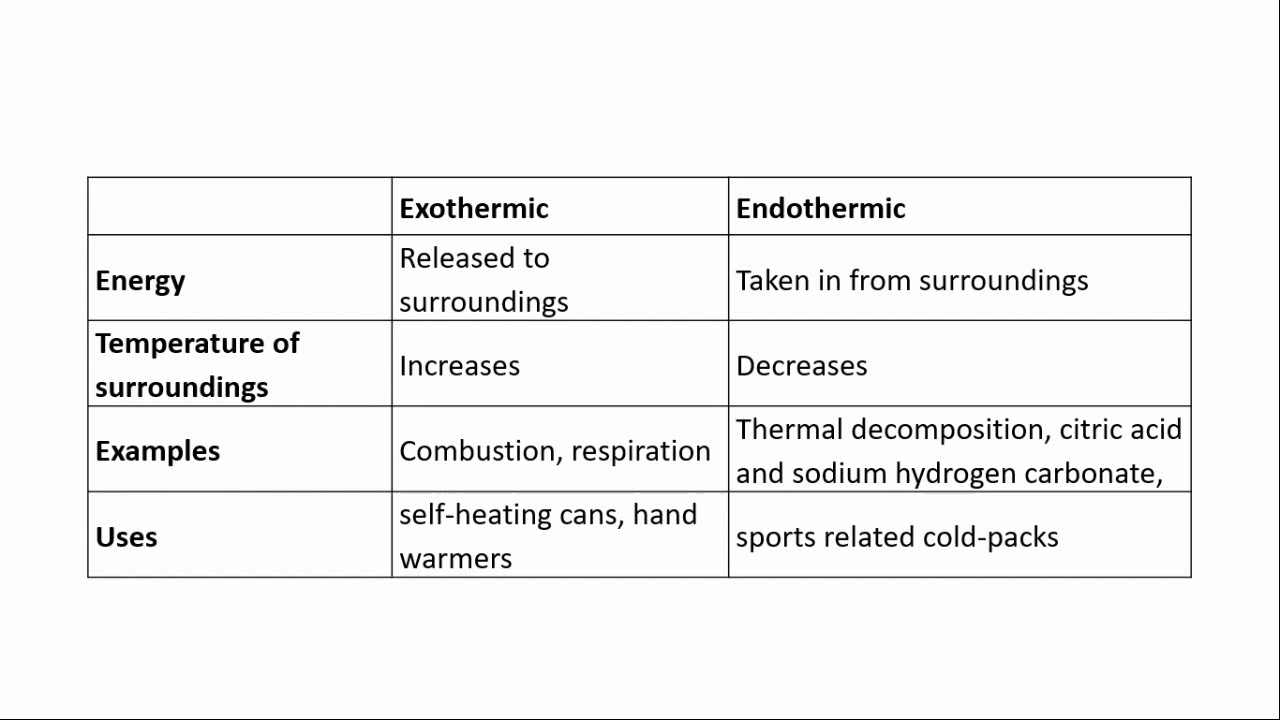 Exothermic
Endothermic
Energy
Released to
surroundings
Taken in from surroundings
Temperature of
surroundings
Increases
Decreases
Examples
Combustion, respiration
Thermal decomposition, citric acid
and sodium hydrogen carbonate,
Uses
self-heating cans, hand
warmers
sports related cold-packs